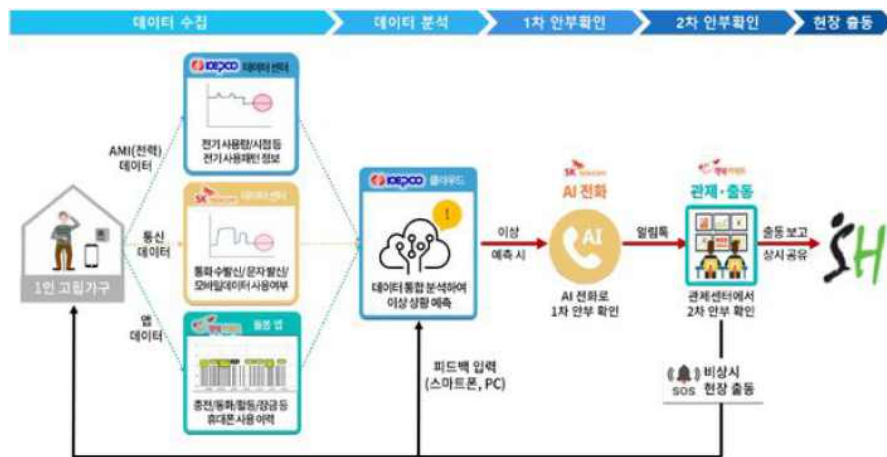 데이터 수집
데이터 분석
1차 안부확인
2차 안부확인
현장 출동
KEPCO 데이터 센터
전기 사용량/시점 등
전기 사용패턴 정보
AMI(전력)
데이터
SK telecom 데이터 센터
통화 수발신/문자 발신/
모바일데이터 사용여부
통신
데이터
1인 고립가구
앱
데이터
돌봄 앱
충전/통화/활동/잠금 등
휴대폰 사용 이력
KEPCO 클라우드
데이터 통합 분석하여
이상 상황 예측
이상
예측 시
SK telecom
AI 전화
AI
AI 전화로
1차 안부 확인
알림톡
행복커넥트
관제·출동
관제센터에서
2차 안부 확인
출동 보고
상시 공유
SH
피드백 입력
(스마트폰, PC)
SOS
비상시
현장 출동